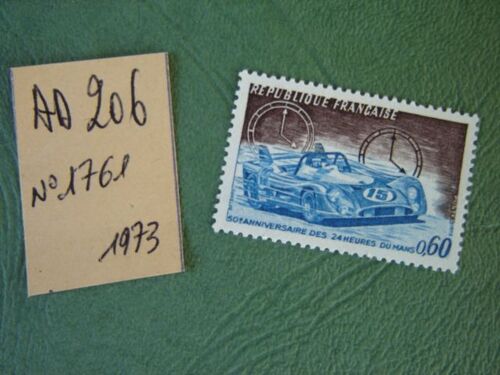 AD 206
N° 1761
1973
REPUBLIQUE FRANÇAISE
15
50e ANNIVERSAIRE DES 24 HEURES DU MANS
0,60